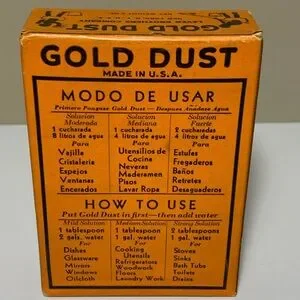 GOLD DUST
GOLD DUST
MADE IN U.S.A.
MODO DE USAR
Primero Pongase Gold Dust — Despues Anadase Agua
Solucion Moderada
1 cucharada
8 litros de agua
Para
Vajilla
Cristaleria
Espejos
Ventanas
Encerados
Solucion Mediana
1 cucharada
4 litros de agua
Para
Utensilios de
Cocina
Neveras
Maderamen
Pisos
Lavar Ropa
Solucion Fuerte
2 cucharadas
4 litros de agua
Para
Estufas
Fregaderos
Baños
Retretes
Desaguaderos
HOW TO USE
Put Gold Dust in first—then add water
Mild Solution
1 tablespoon
2 gals. water
For
Dishes
Glassware
Mirrors
Windows
Oilcloth
Medium Solution
1 tablespoon
1 gal. water
For
Cooking
Utensils
Refrigerators
Woodwork
Floors
Laundry Work
Strong Solution
2 tablespoons
1 gal. water
For
Stoves
Sinks
Bath Tubs
Toilets
Drains